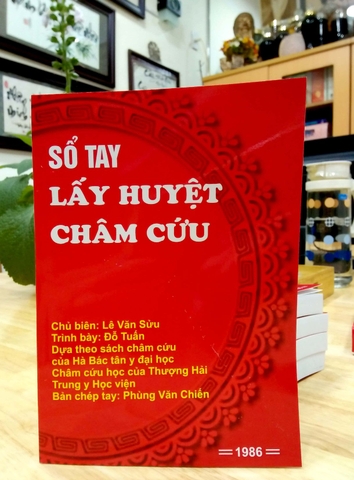 SỔ TAY
LẤY HUYỆT
CHÂM CỨU
Chủ biên: Lê Văn Sửu
Trình bày: Đỗ Tuấn
Dựa theo sách châm cứu
của Hà Bắc tân y đại học
Châm cứu học của Thượng Hải
Trung y Học viện
Bản chép tay: Phùng Văn Chiến
1986